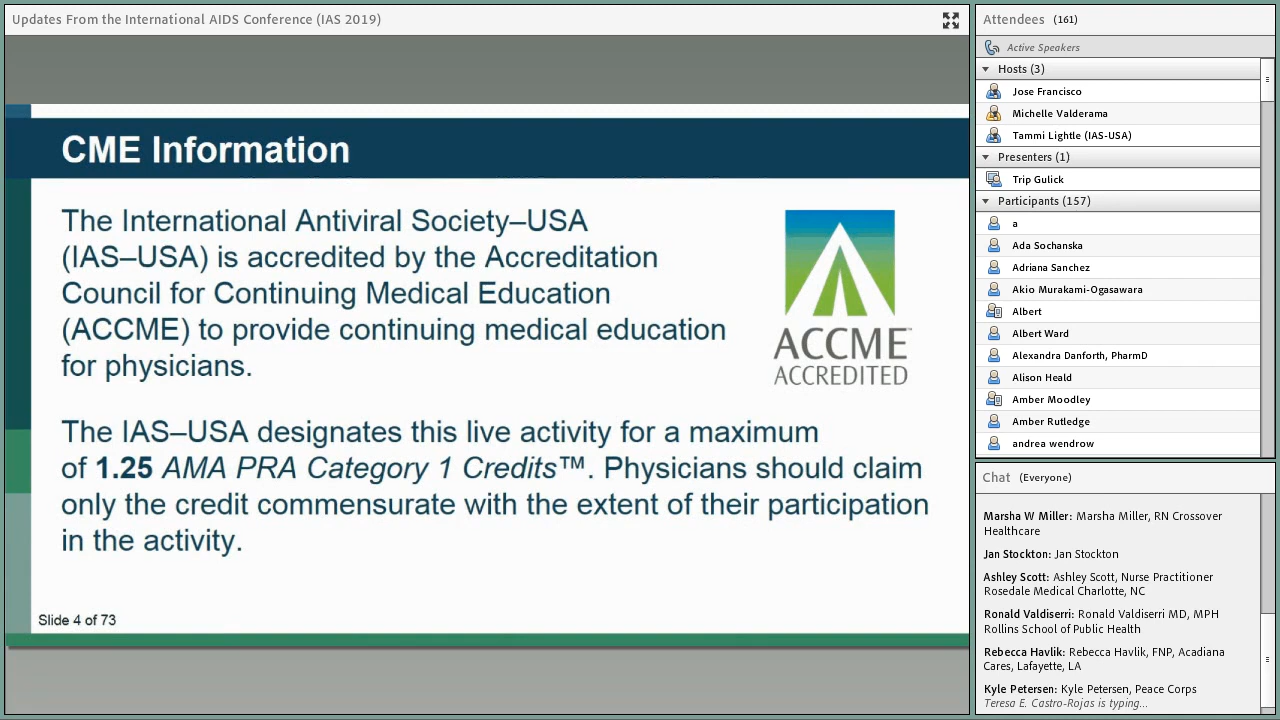 Updates From the International AIDS Conference (IAS 2019)
CME Information
The International Antiviral Society–USA
(IAS–USA) is accredited by the Accreditation
Council for Continuing Medical Education
(ACCME) to provide continuing medical education
for physicians.
ACCME™
ACCREDITED
The IAS–USA designates this live activity for a maximum
of 1.25 AMA PRA Category 1 Credits™. Physicians should claim
only the credit commensurate with the extent of their participation
in the activity.
Slide 4 of 73
Attendees (161)
Active Speakers
Hosts (3)
Jose Francisco
Michelle Valderama
Tammi Lightle (IAS-USA)
Presenters (1)
Trip Gulick
Participants (157)
a
Ada Sochanska
Adriana Sanchez
Akio Murakami-Ogasawara
Albert
Albert Ward
Alexandra Danforth, PharmD
Alison Heald
Amber Moodley
Amber Rutledge
andrea wendrow
Chat (Everyone)
Marsha W Miller: Marsha Miller, RN Crossover
Healthcare
Jan Stockton: Jan Stockton
Ashley Scott: Ashley Scott, Nurse Practitioner
Rosedale Medical Charlotte, NC
Ronald Valdiserri: Ronald Valdiserri MD, MPH
Rollins School of Public Health
Rebecca Havlik: Rebecca Havlik, FNP, Acadiana
Cares, Lafayette, LA
Kyle Petersen: Kyle Petersen, Peace Corps
Teresa E. Castro-Rojas is typing...